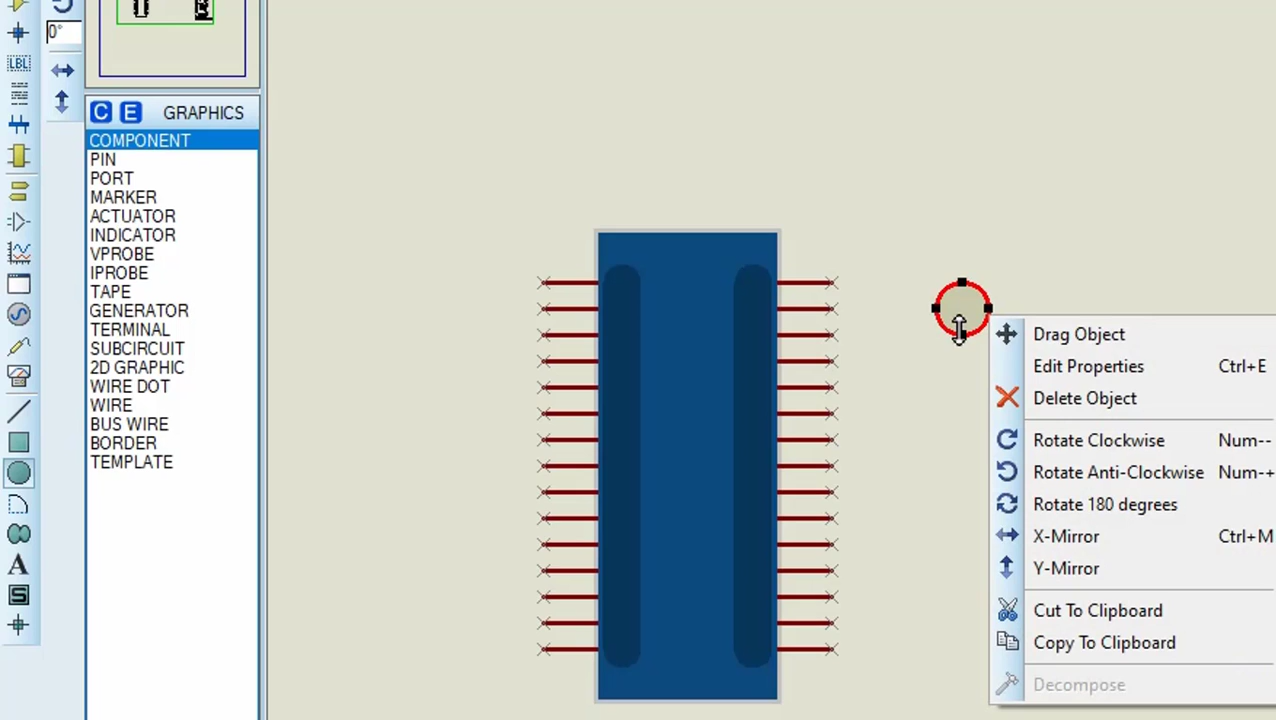 0°
LBL
C E GRAPHICS
COMPONENT
PIN
PORT
MARKER
ACTUATOR
INDICATOR
VPROBE
IPROBE
TAPE
GENERATOR
TERMINAL
SUBCIRCUIT
2D GRAPHIC
WIRE DOT
WIRE
BUS WIRE
BORDER
TEMPLATE
A
S
Drag Object
Edit Properties Ctrl+E
Delete Object
Rotate Clockwise Num--
Rotate Anti-Clockwise Num-+
Rotate 180 degrees
X-Mirror Ctrl+M
Y-Mirror
Cut To Clipboard
Copy To Clipboard
Decompose